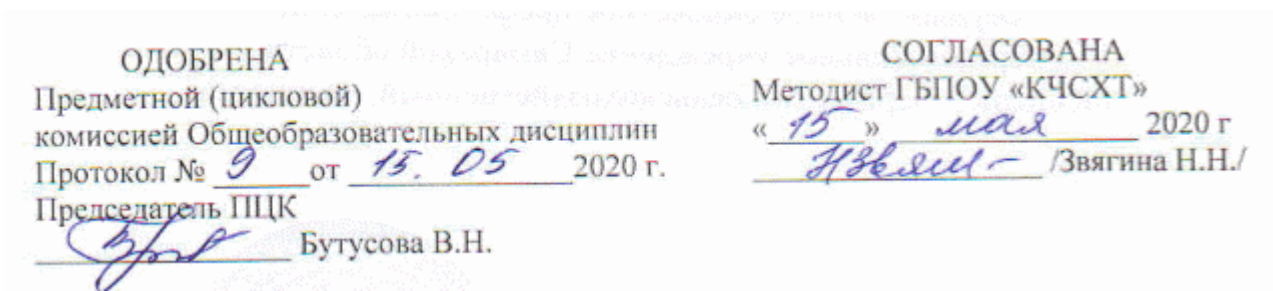 ОДОБРЕНА
Предметной (цикловой)
комиссией Общеобразовательных дисциплин
Протокол № 9 от 15. 05 2020 г.
Председатель ПЦК
Бутусова В.Н.
СОГЛАСОВАНА
Методист ГБПОУ «КЧСХТ»
« 15 » мая 2020 г
/Звягина Н.Н./